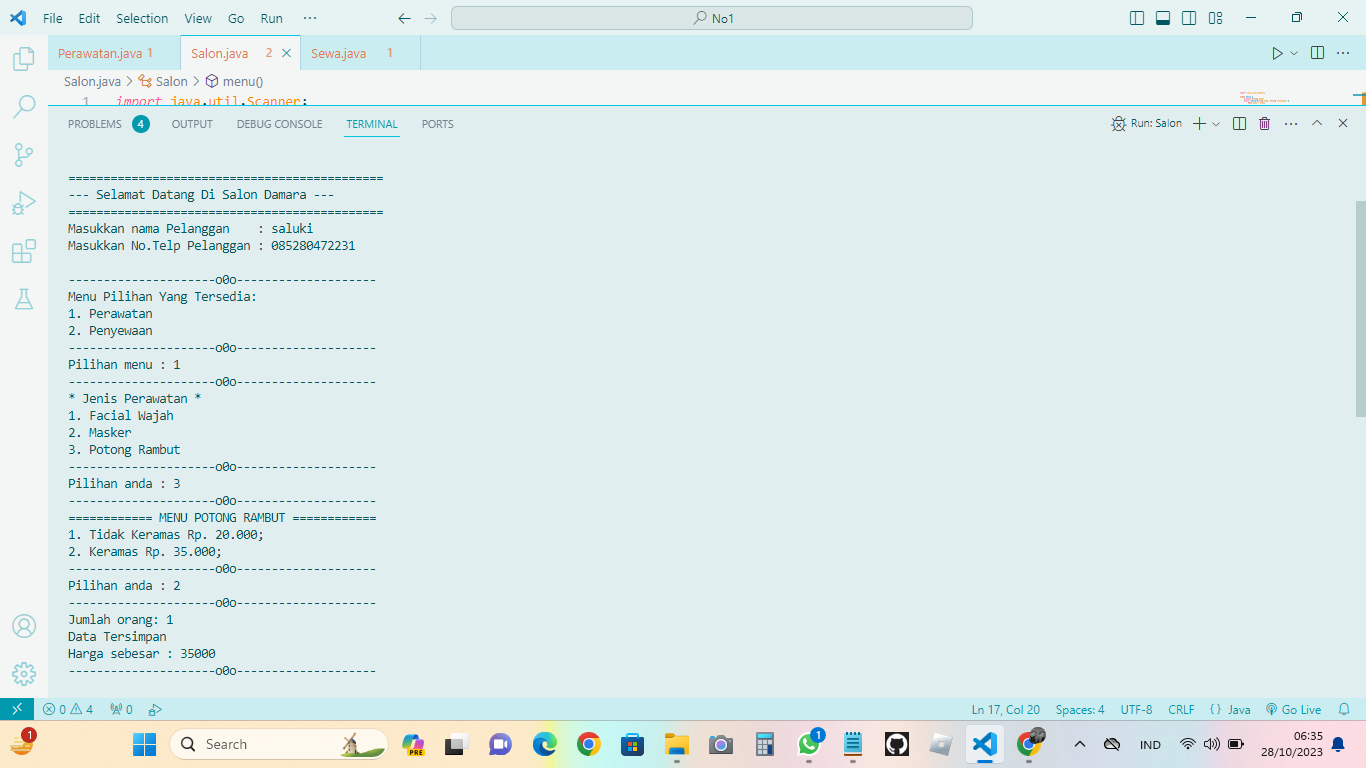 File Edit Selection View Go Run ··· No1
Perawatan.java 1 Salon.java 2 Sewa.java 1
Salon.java > Salon > menu()
1 import java.util.Scanner;
PROBLEMS 4 OUTPUT DEBUG CONSOLE TERMINAL PORTS Run: Salon
=============================================
--- Selamat Datang Di Salon Damara ---
=============================================
Masukkan nama Pelanggan    : saluki
Masukkan No.Telp Pelanggan : 085280472231
---------------------o0o--------------------
Menu Pilihan Yang Tersedia:
1. Perawatan
2. Penyewaan
---------------------o0o--------------------
Pilihan menu : 1
---------------------o0o--------------------
* Jenis Perawatan *
1. Facial Wajah
2. Masker
3. Potong Rambut
---------------------o0o--------------------
Pilihan anda : 3
---------------------o0o--------------------
============ MENU POTONG RAMBUT ============
1. Tidak Keramas Rp. 20.000;
2. Keramas Rp. 35.000;
---------------------o0o--------------------
Pilihan anda : 2
---------------------o0o--------------------
Jumlah orang: 1
Data Tersimpan
Harga sebesar : 35000
---------------------o0o--------------------
0 4 0 Ln 17, Col 20 Spaces: 4 UTF-8 CRLF {} Java Go Live
1 Search PRE 1 IND 06:35
28/10/2023